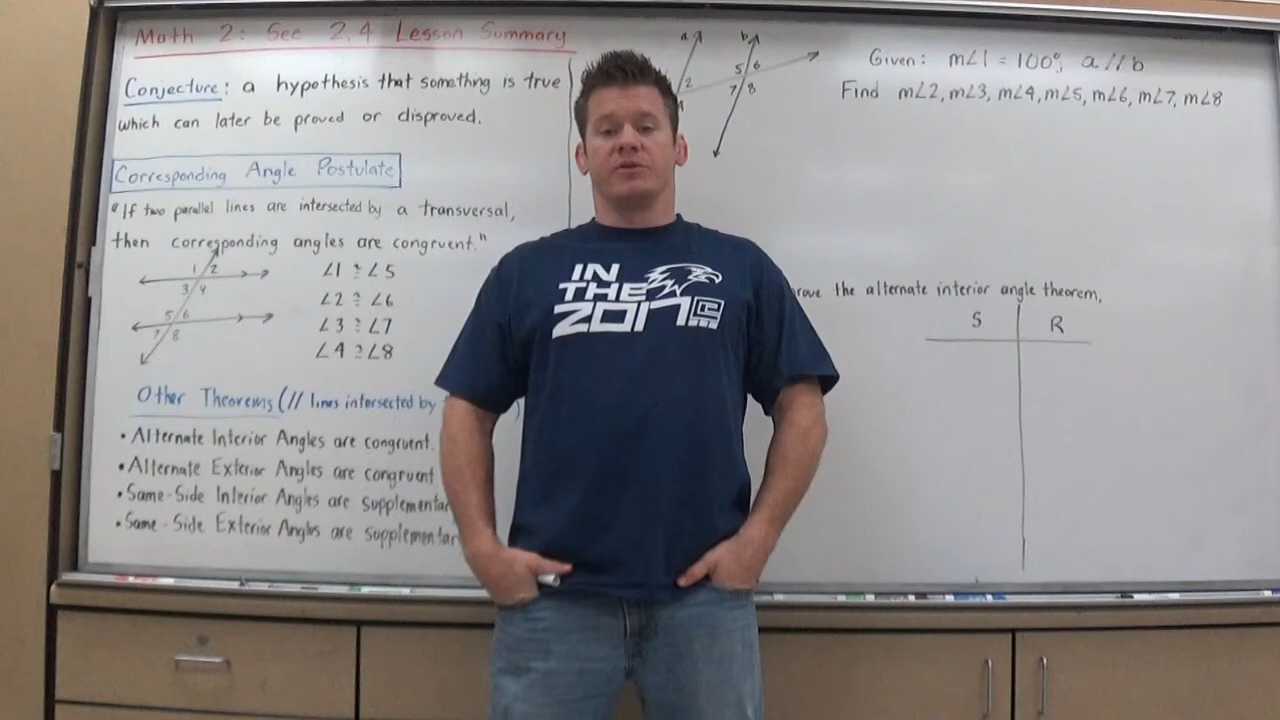 Math 2: Sec 2.4 Lesson Summary
Conjecture: a hypothesis that something is true
which can later be proved or disproved.
Corresponding Angle Postulate
"If two parallel lines are intersected by a transversal,
then corresponding angles are congruent."
1 2
3 4
5 6
7 8
∠1 ≅ ∠5
∠2 ≅ ∠6
∠3 ≅ ∠7
∠4 ≅ ∠8
Other Theorems (// lines intersected by
• Alternate Interior Angles are congruent.
• Alternate Exterior Angles are congruent
• Same-Side Interior Angles are supplementar
• Same-Side Exterior Angles are supplementar
a b
2 5 6
7 8
Given: m∠1 = 100°, a // b
Find m∠2, m∠3, m∠4, m∠5, m∠6, m∠7, m∠8
rove the alternate interior angle theorem.
S R
IN
THE
ZONE